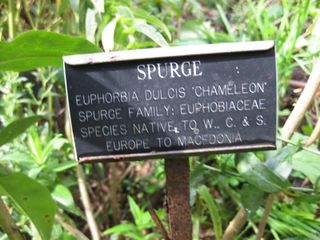 SPURGE
EUPHORBIA DULCIS 'CHAMELEON'
SPURGE FAMILY: EUPHORBIACEAE
SPECIES NATIVE TO W., C. & S.
EUROPE TO MACEDONIA